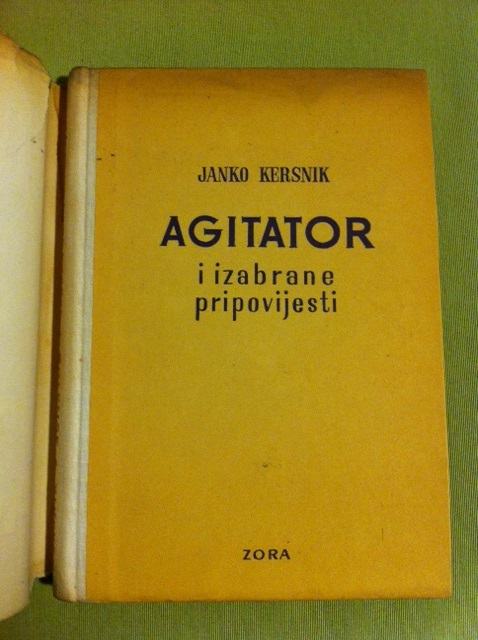 JANKO KERSNIK
AGITATOR
i izabrane
pripovijesti
ZORA